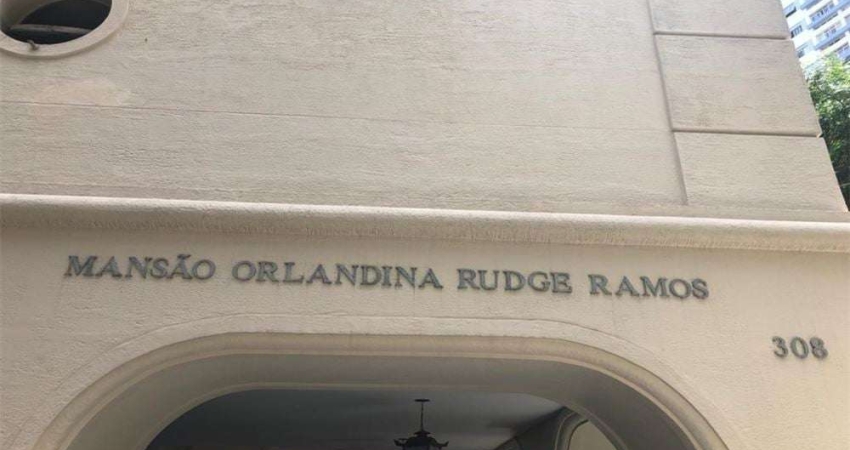 MANSÃO ORLANDINA RUDGE RAMOS
308